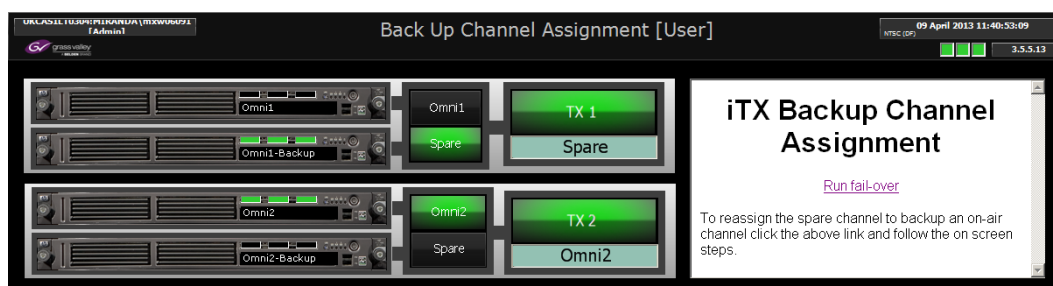 UKCASILT0304:MIRANDA\mxw06091
[Admin]
grass valley
Back Up Channel Assignment [User]
09 April 2013 11:40:53:09
NTSC (DF)
3.5.5.13
Omni1
Omni1-Backup
Omni1
Spare
TX 1
Spare
Omni2
Omni2-Backup
Omni2
Spare
TX 2
Omni2
iTX Backup Channel
Assignment
Run fail-over
To reassign the spare channel to backup an on-air
channel click the above link and follow the on screen
steps.